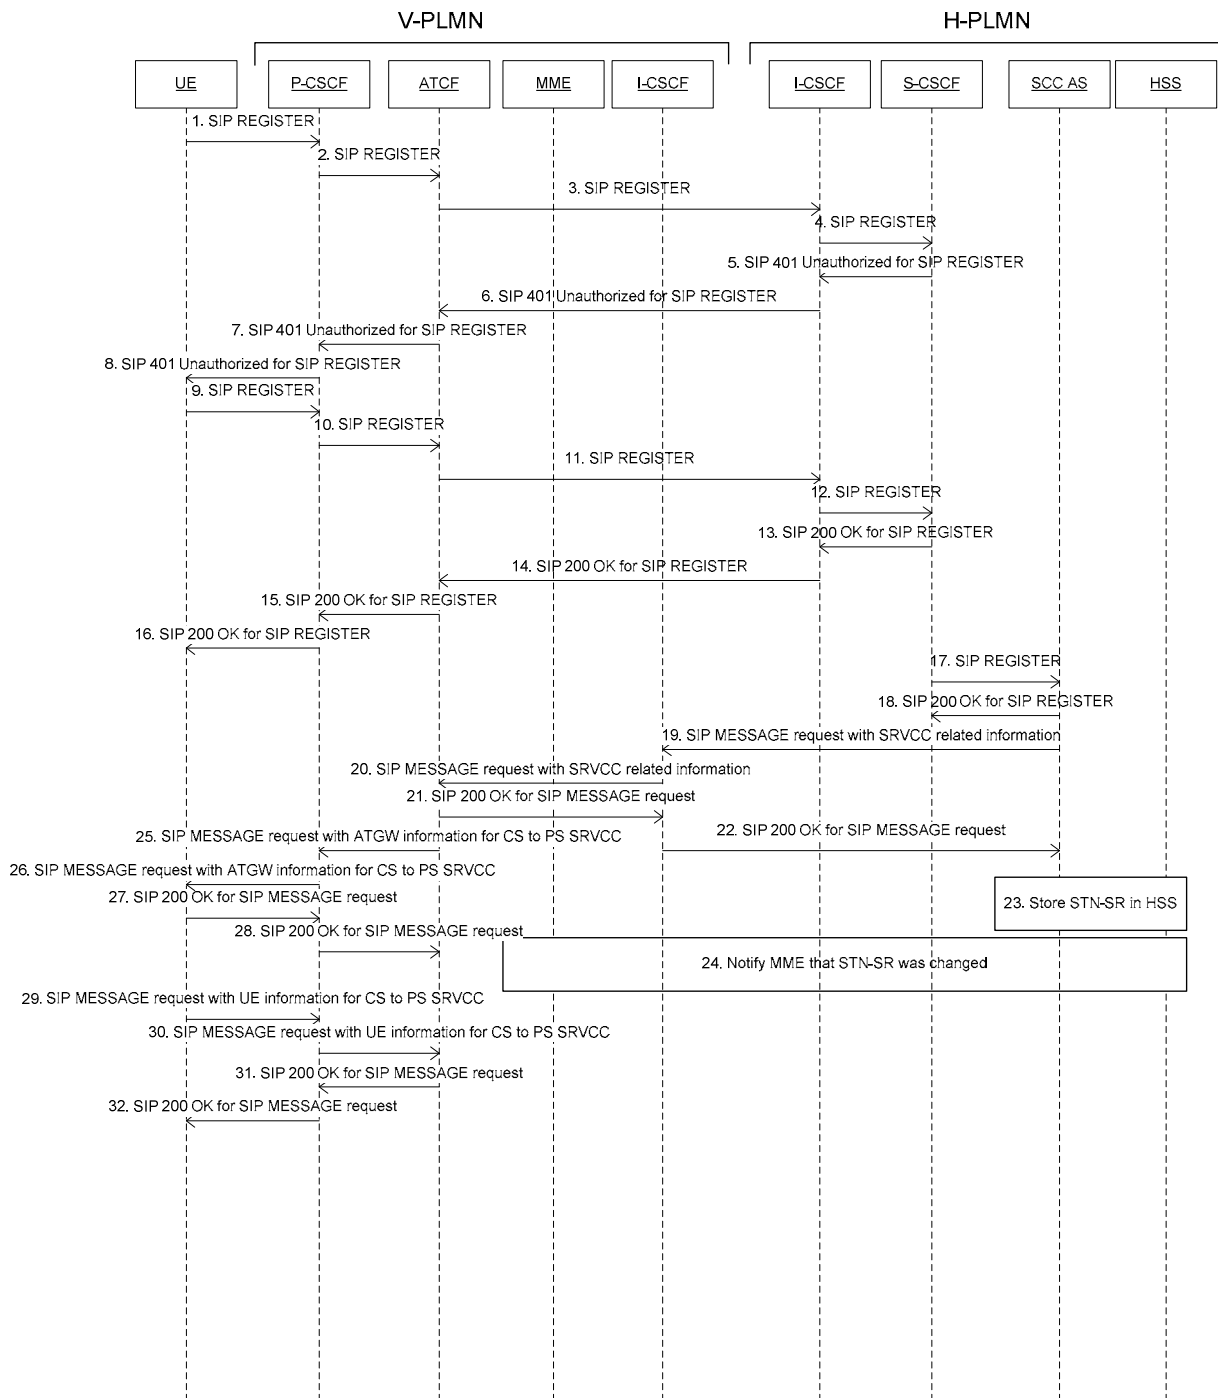 V-PLMN
H-PLMN
UE
P-CSCF
ATCF
MME
I-CSCF
I-CSCF
S-CSCF
SCC AS
HSS
1. SIP REGISTER
2. SIP REGISTER
3. SIP REGISTER
4. SIP REGISTER
5. SIP 401 Unauthorized for SIP REGISTER
6. SIP 401 Unauthorized for SIP REGISTER
7. SIP 401 Unauthorized for SIP REGISTER
8. SIP 401 Unauthorized for SIP REGISTER
9. SIP REGISTER
10. SIP REGISTER
11. SIP REGISTER
12. SIP REGISTER
13. SIP 200 OK for SIP REGISTER
14. SIP 200 OK for SIP REGISTER
15. SIP 200 OK for SIP REGISTER
16. SIP 200 OK for SIP REGISTER
17. SIP REGISTER
18. SIP 200 OK for SIP REGISTER
19. SIP MESSAGE request with SRVCC related information
20. SIP MESSAGE request with SRVCC related information
21. SIP 200 OK for SIP MESSAGE request
22. SIP 200 OK for SIP MESSAGE request
25. SIP MESSAGE request with ATGW information for CS to PS SRVCC
26. SIP MESSAGE request with ATGW information for CS to PS SRVCC
27. SIP 200 OK for SIP MESSAGE request
23. Store STN-SR in HSS
28. SIP 200 OK for SIP MESSAGE request
24. Notify MME that STN-SR was changed
29. SIP MESSAGE request with UE information for CS to PS SRVCC
30. SIP MESSAGE request with UE information for CS to PS SRVCC
31. SIP 200 OK for SIP MESSAGE request
32. SIP 200 OK for SIP MESSAGE request